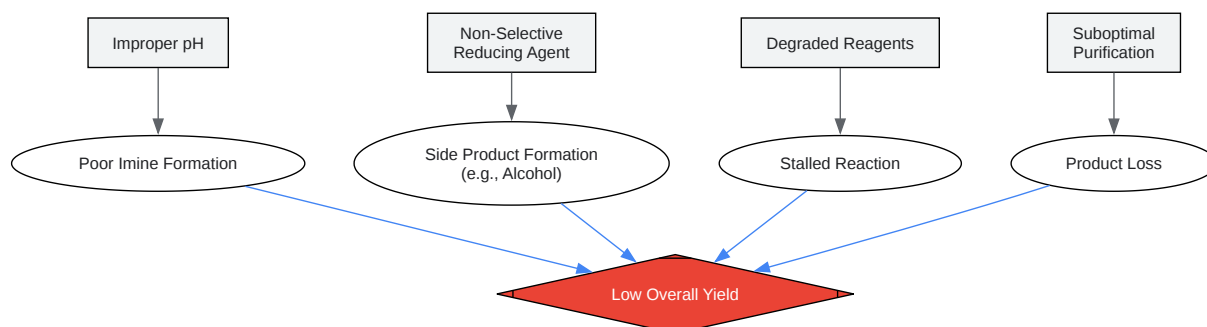 Improper pH
Non-Selective
Reducing Agent
Degraded Reagents
Suboptimal
Purification
Poor Imine Formation
Side Product Formation
(e.g., Alcohol)
Stalled Reaction
Product Loss
Low Overall Yield